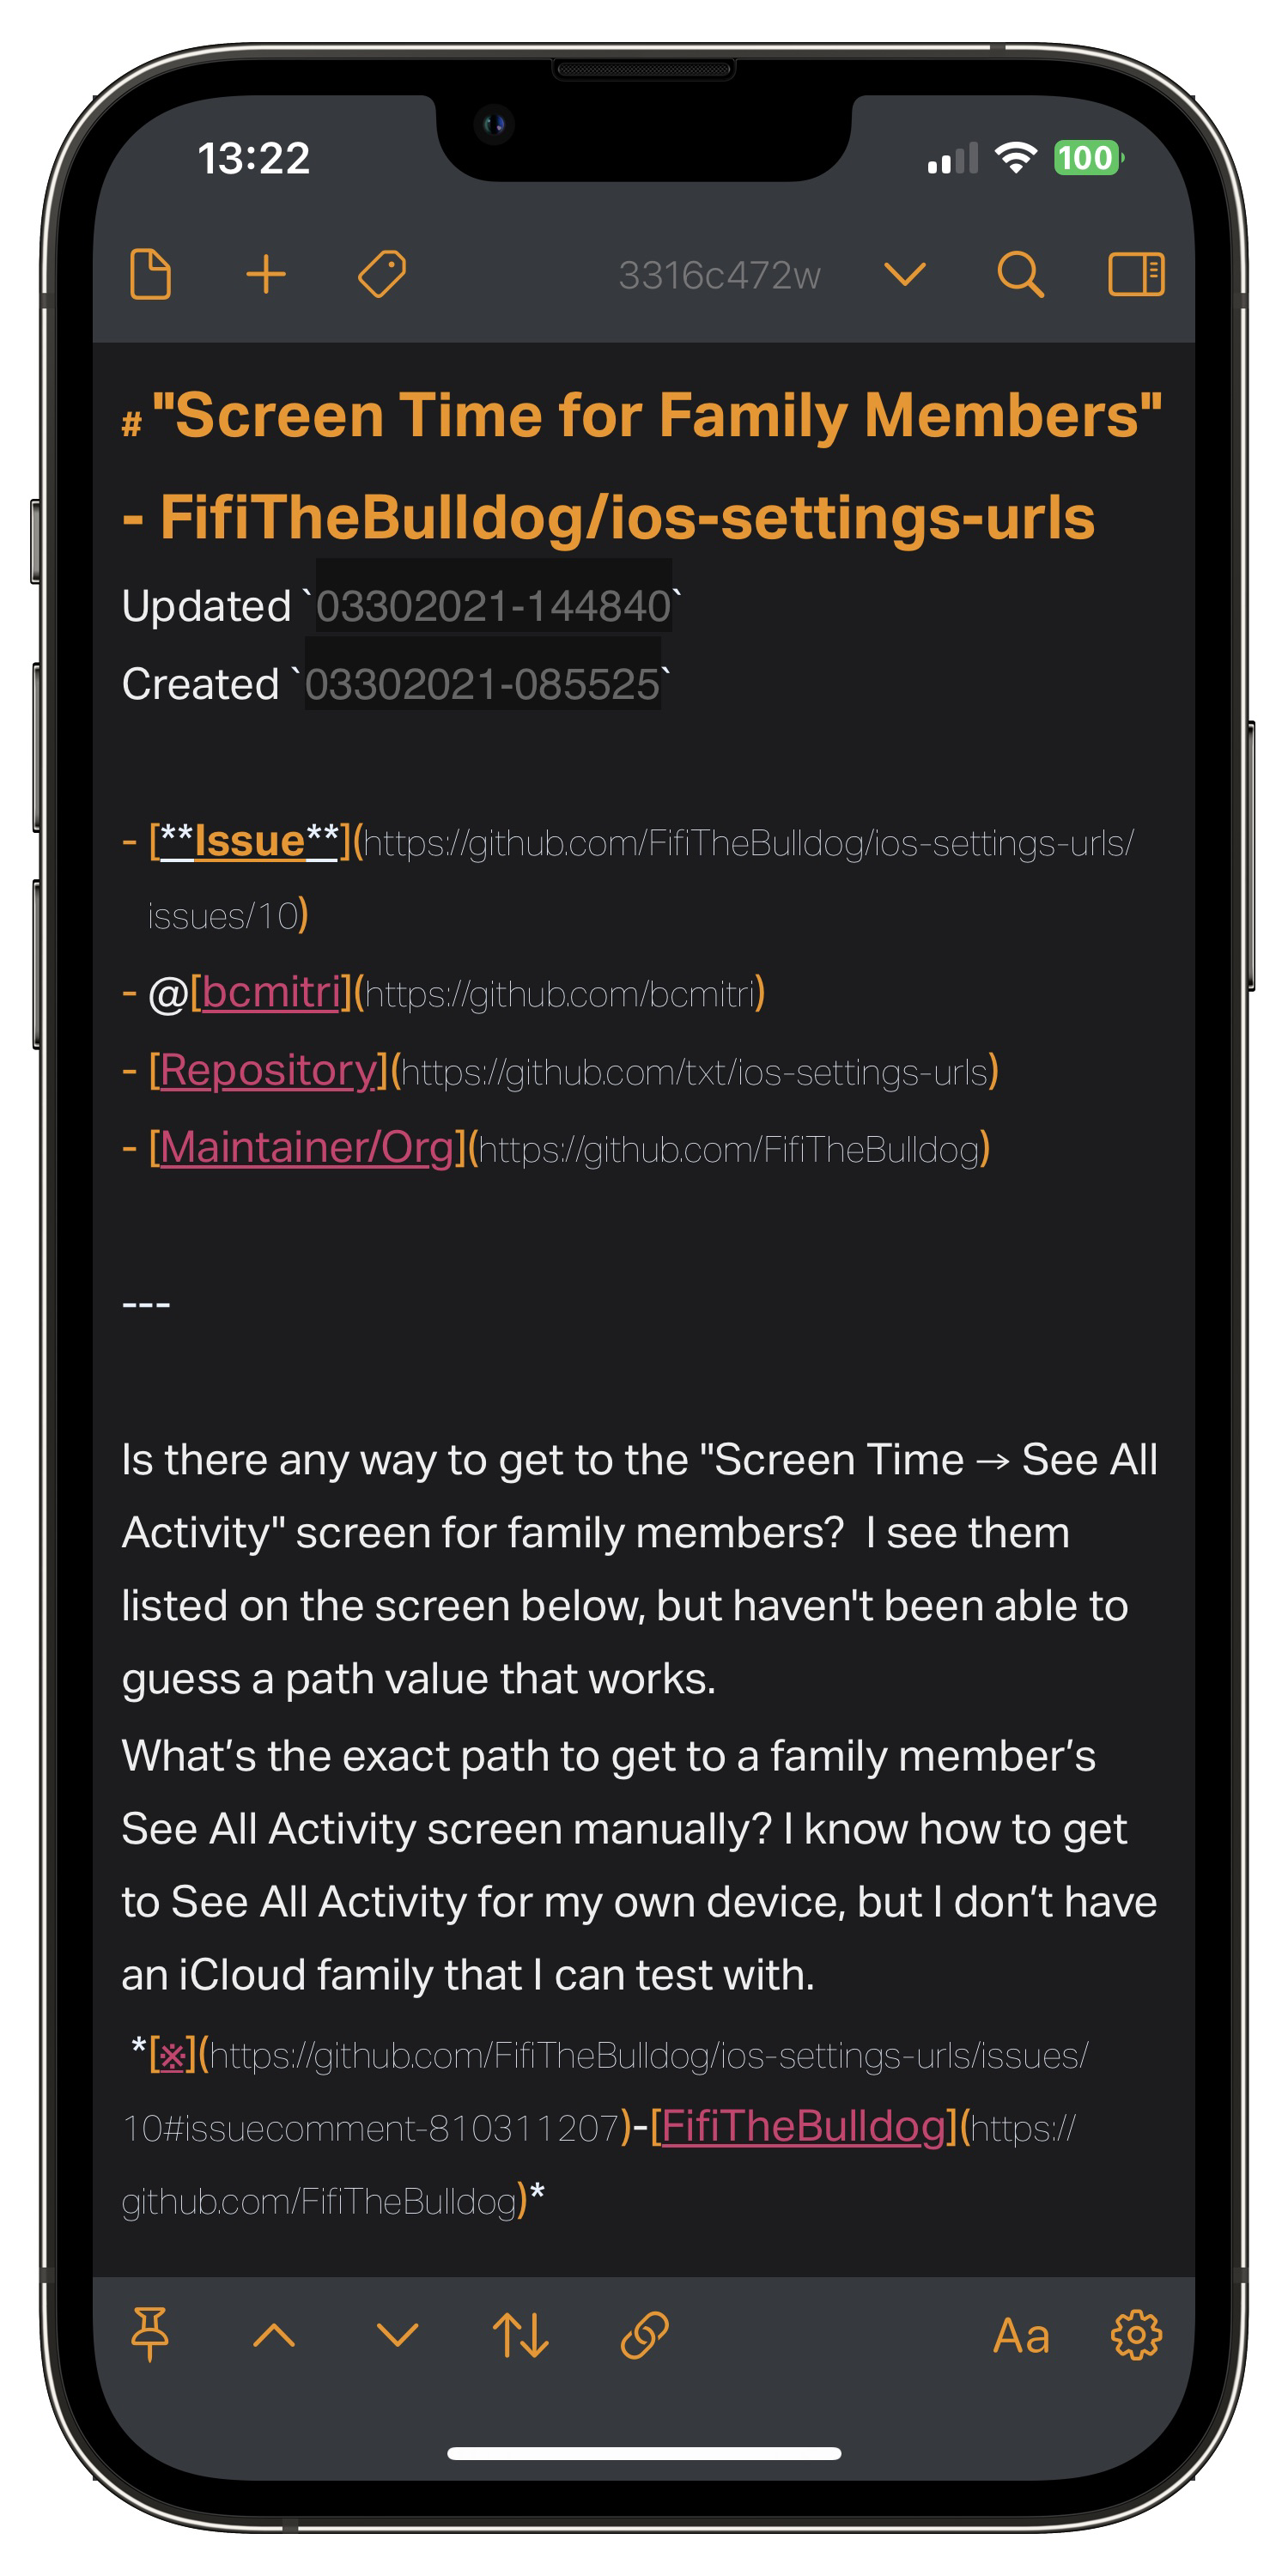 13:22
100
3316c472w
# "Screen Time for Family Members"
- FifiTheBulldog/ios-settings-urls
Updated `03302021-144840`
Created `03302021-085525`
- [**Issue**](https://github.com/FifiTheBulldog/ios-settings-urls/
issues/10)
- @[bcmitri](https://github.com/bcmitri)
- [Repository](https://github.com/txt/ios-settings-urls)
- [Maintainer/Org](https://github.com/FifiTheBulldog)
---
Is there any way to get to the "Screen Time → See All
Activity" screen for family members?  I see them
listed on the screen below, but haven't been able to
guess a path value that works.
What’s the exact path to get to a family member’s
See All Activity screen manually? I know how to get
to See All Activity for my own device, but I don’t have
an iCloud family that I can test with.
*[※](https://github.com/FifiTheBulldog/ios-settings-urls/issues/
10#issuecomment-810311207)-[FifiTheBulldog](https://
github.com/FifiTheBulldog)*
Aa